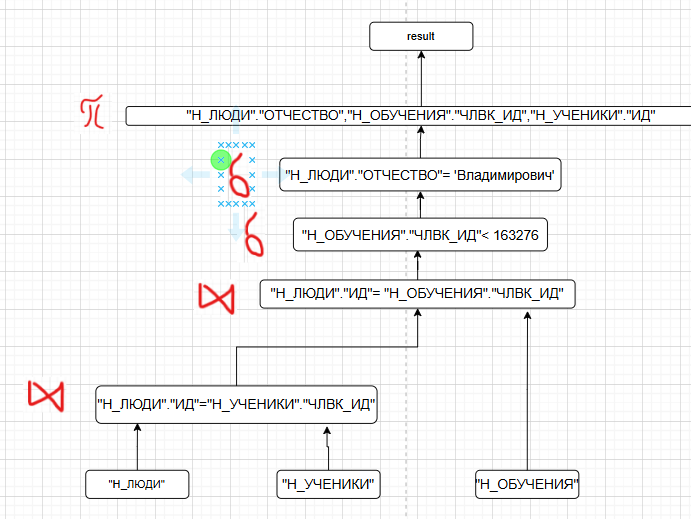 result
π
"Н_ЛЮДИ"."ОТЧЕСТВО","Н_ОБУЧЕНИЯ"."ЧЛВК_ИД","Н_УЧЕНИКИ"."ИД"
б
"Н_ЛЮДИ"."ОТЧЕСТВО"= 'Владимирович'
б
"Н_ОБУЧЕНИЯ"."ЧЛВК_ИД"< 163276
⋈
"Н_ЛЮДИ"."ИД"= "Н_ОБУЧЕНИЯ"."ЧЛВК_ИД"
⋈
"Н_ЛЮДИ"."ИД"="Н_УЧЕНИКИ"."ЧЛВК_ИД"
"Н_ЛЮДИ"
"Н_УЧЕНИКИ"
"Н_ОБУЧЕНИЯ"